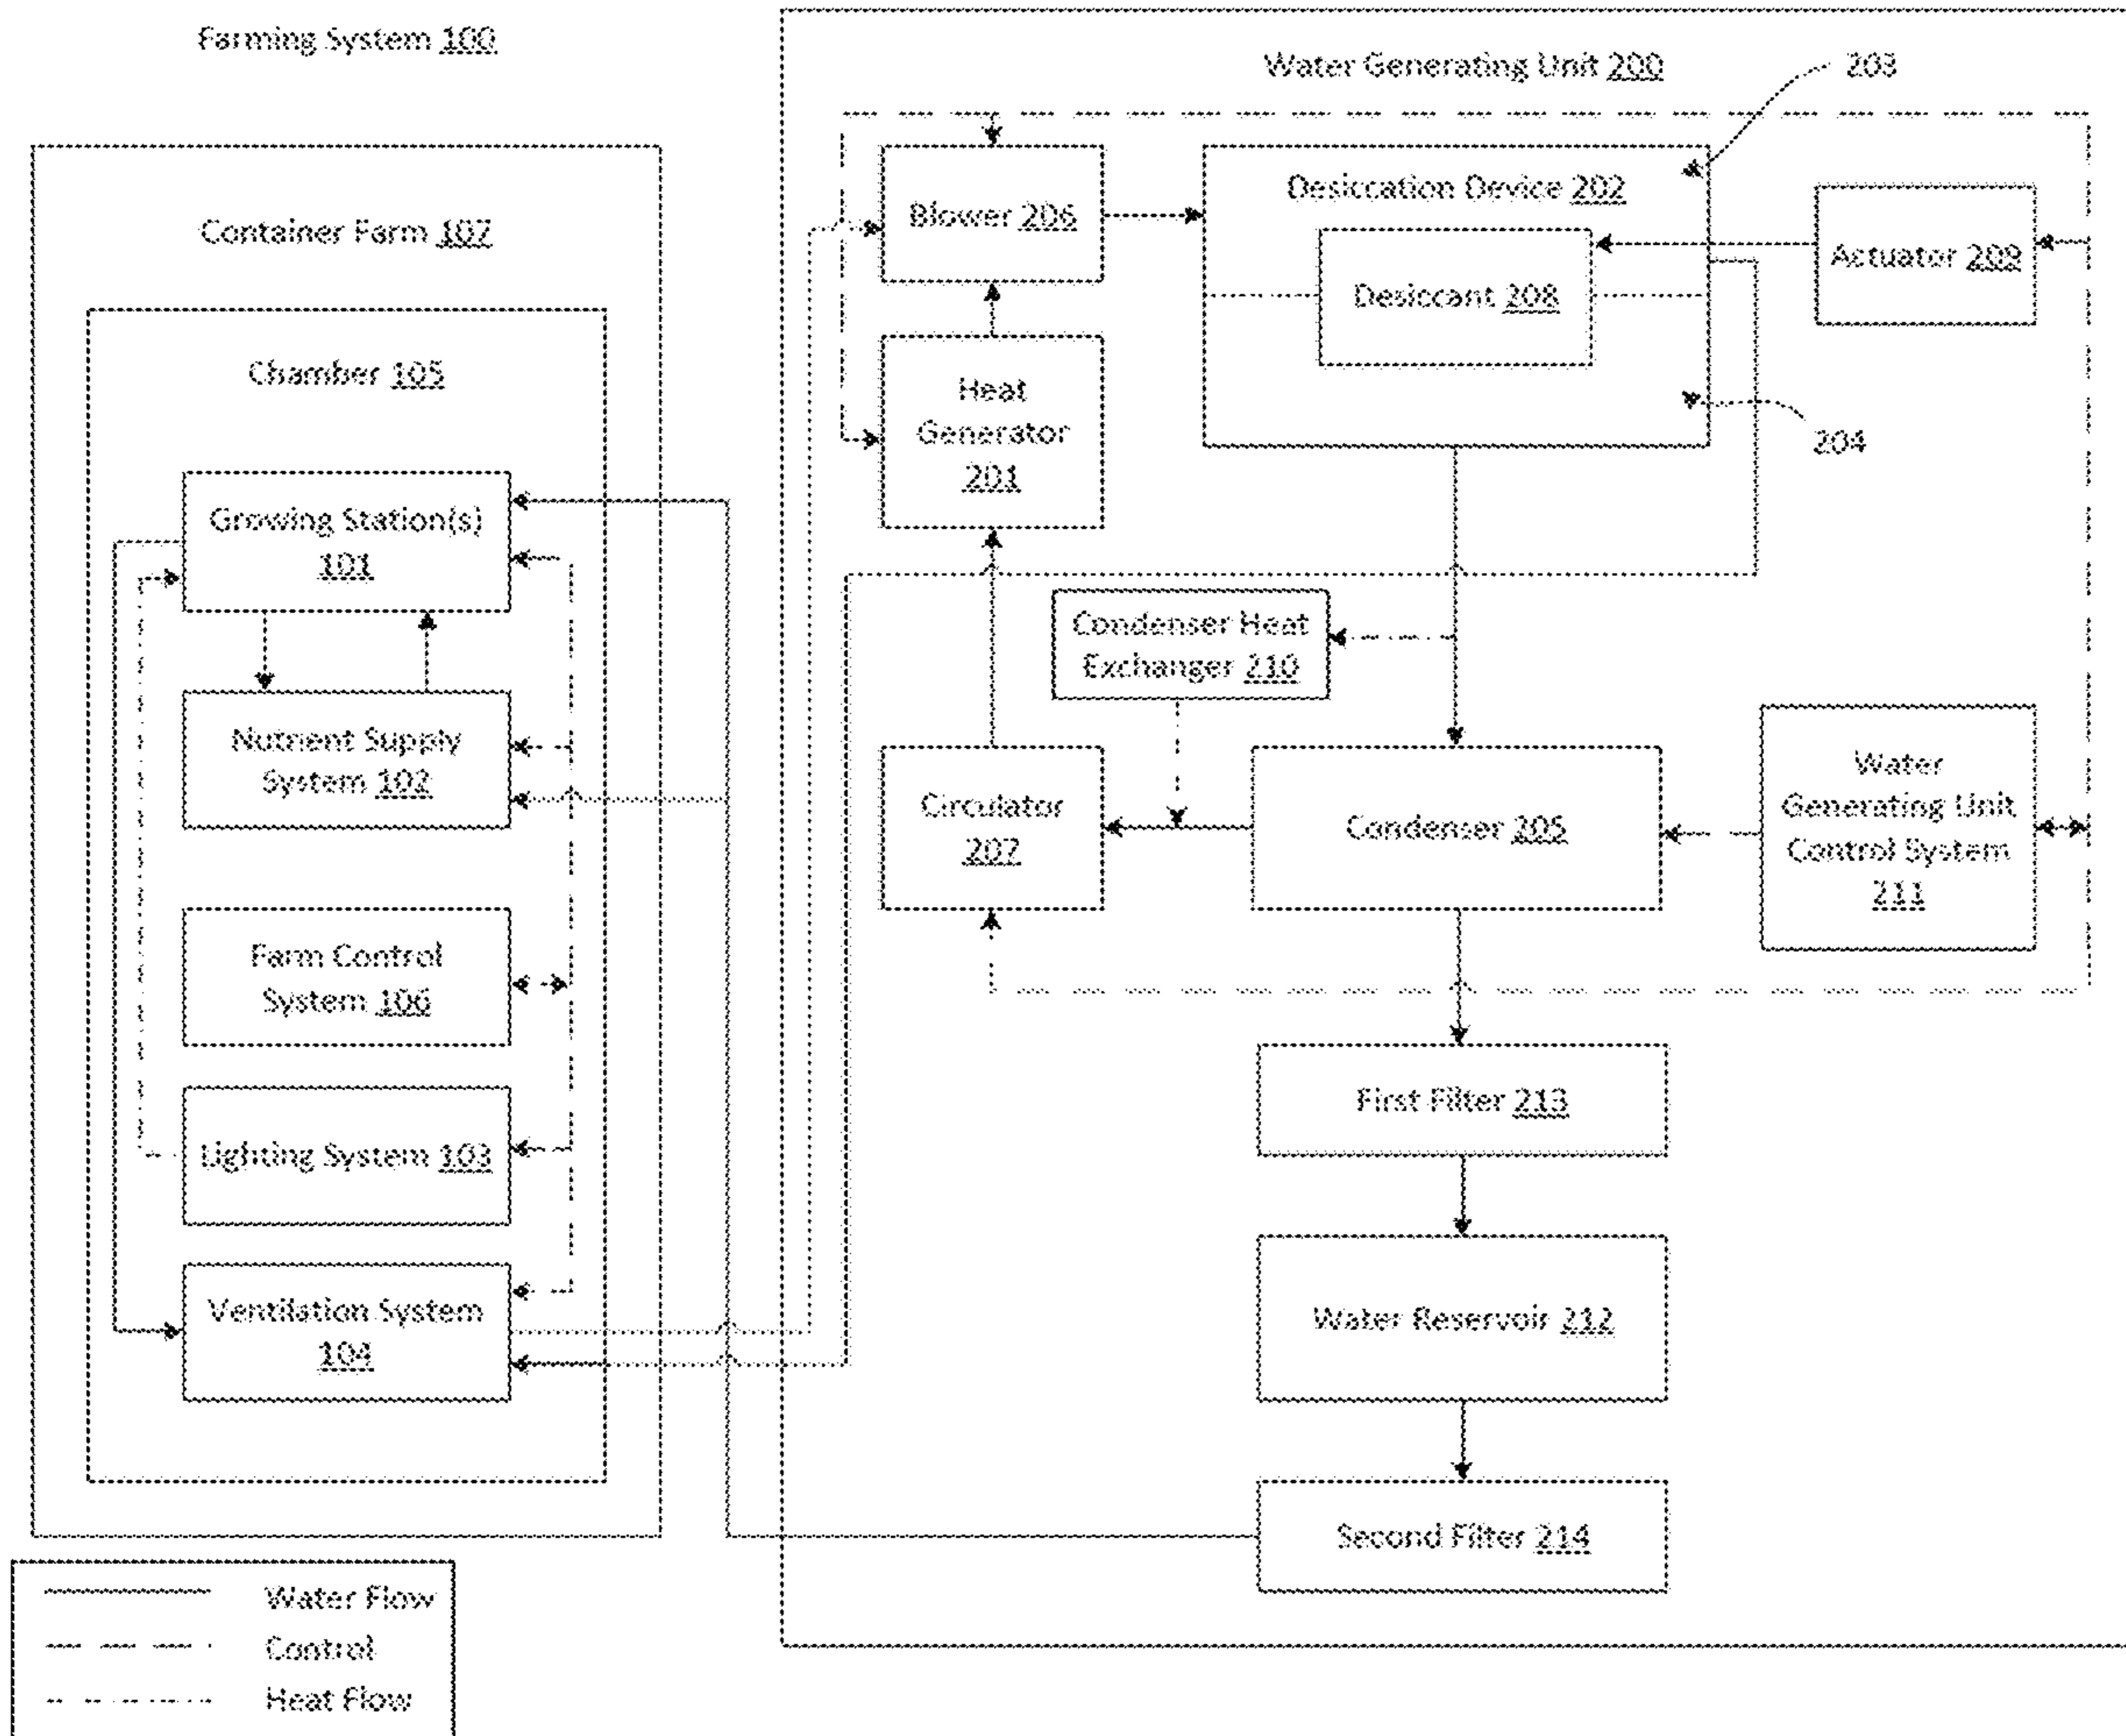 Farming System 100
Container Farm 107
Chamber 105
Growing Station(s)
101
Nutrient Supply
System 102
Farm Control
System 106
Lighting System 103
Ventilation System
104
Water Flow
Control
Heat Flow
Water Generating Unit 200
203
Blower 206
Desiccation Device 202
Desiccant 208
Actuator 209
204
Heat
Generator
201
Condenser Heat
Exchanger 210
Circulator
207
Condenser 205
Water
Generating Unit
Control System
211
First Filter 213
Water Reservoir 212
Second Filter 214